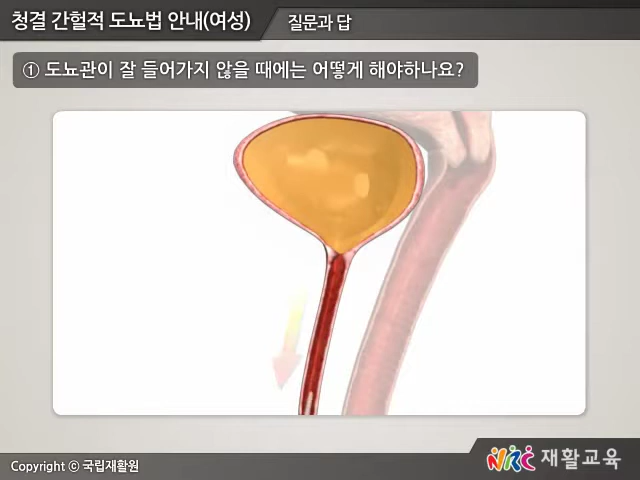 청결 간헐적 도뇨법 안내(여성)
질문과 답
① 도뇨관이 잘 들어가지 않을 때에는 어떻게 해야하나요?
Copyright ⓒ 국립재활원
NRC 재활교육